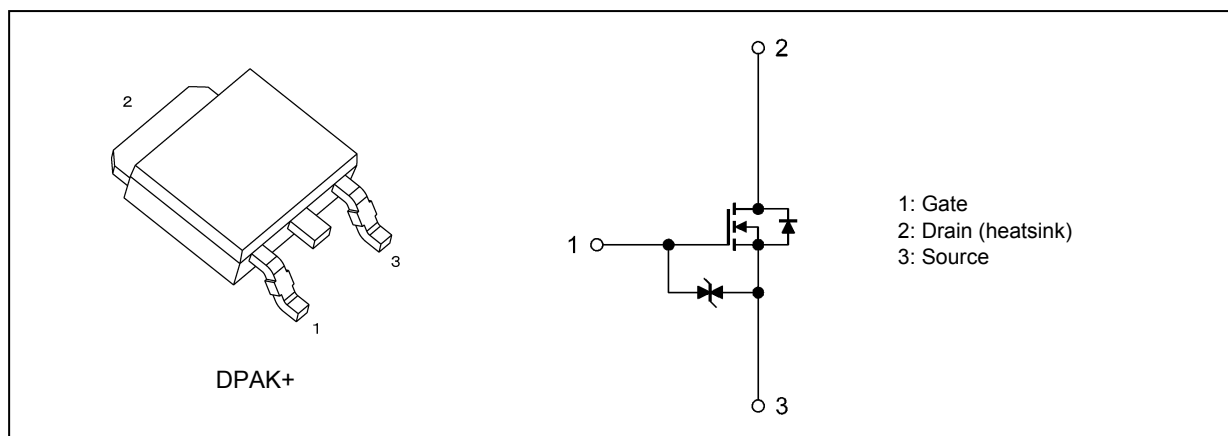 2
3
1
DPAK+
2
1
3
1: Gate
2: Drain (heatsink)
3: Source